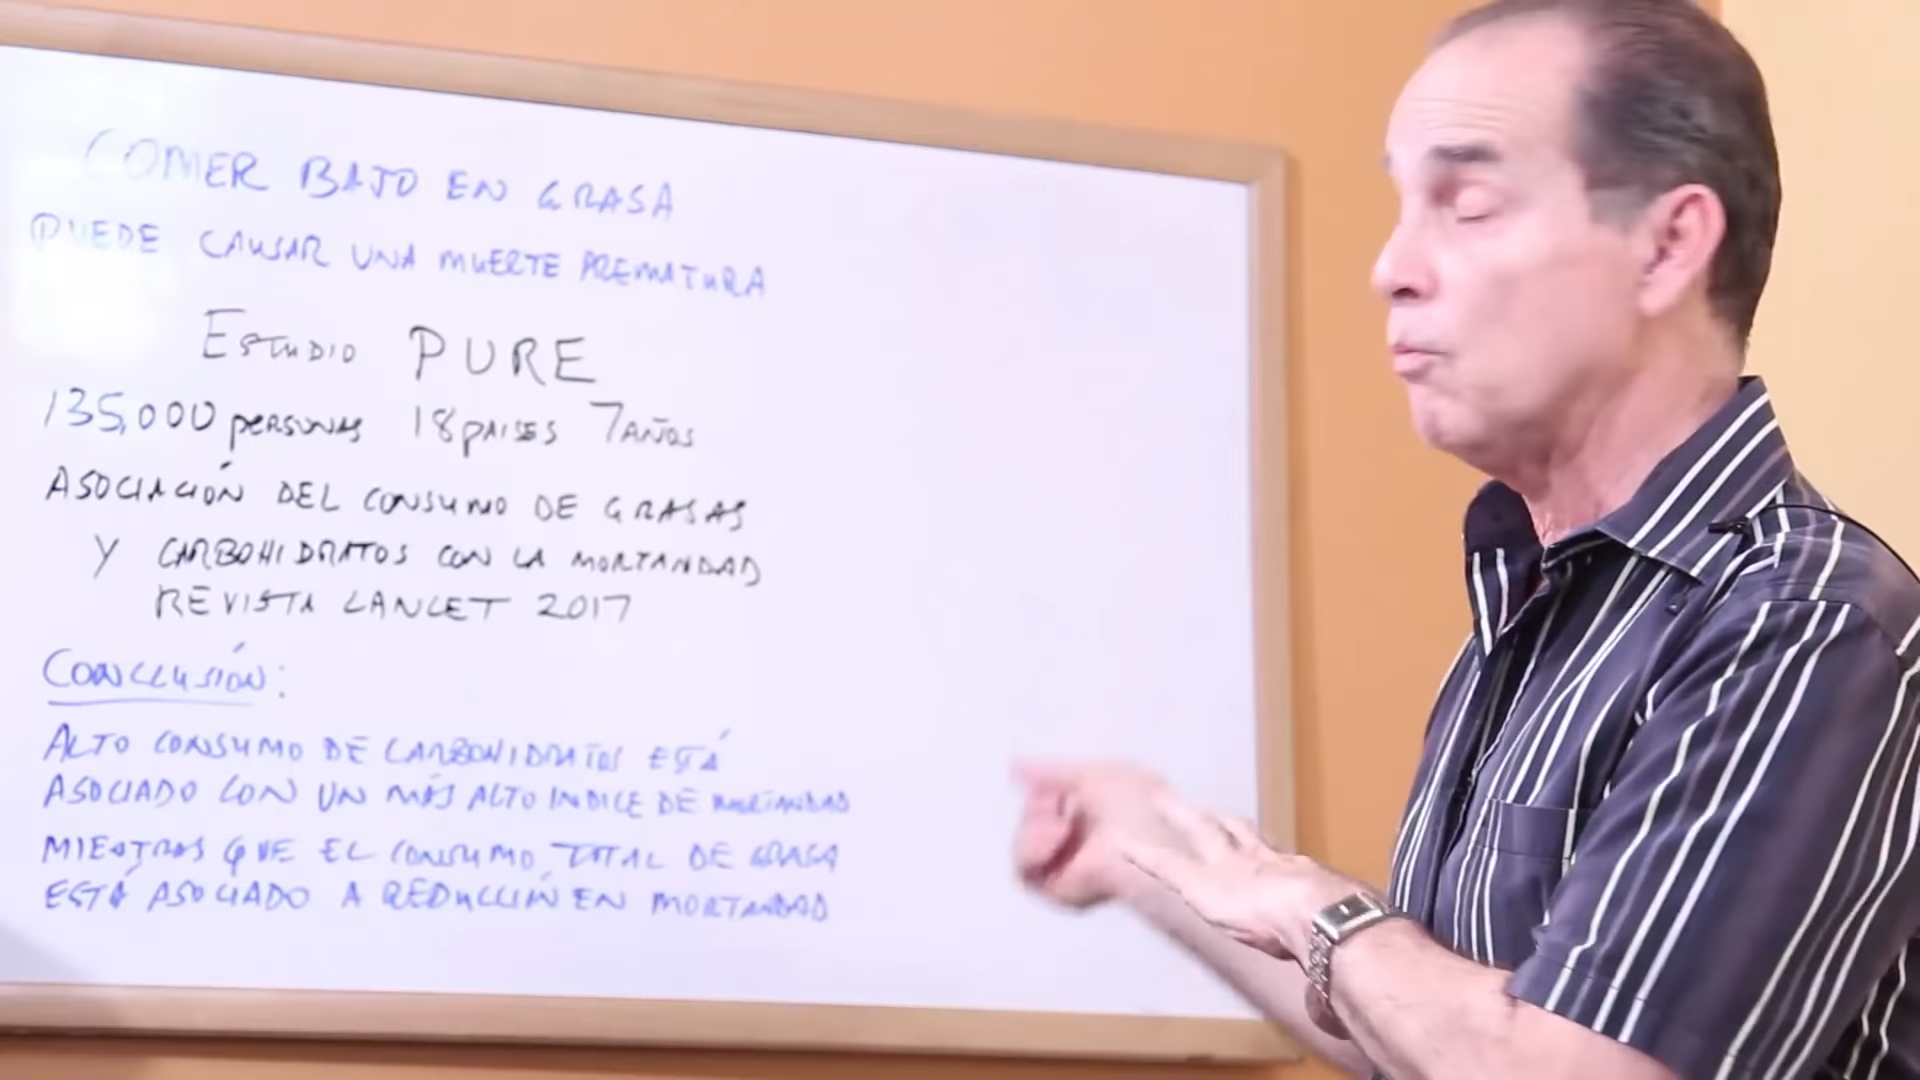 COMER BAJO EN GRASA
PUEDE CAUSAR UNA MUERTE PREMATURA
ESTUDIO PURE
135,000 PERSONAS 18 PAISES 7 AÑOS
ASOCIACIÓN DEL CONSUMO DE GRASAS
Y CARBOHIDRATOS CON LA MORTANDAD
REVISTA LANCET 2017
CONCLUSIÓN:
ALTO CONSUMO DE CARBOHIDRATOS ESTÁ
ASOCIADO CON UN MÁS ALTO INDICE DE MORTANDAD
MIENTRAS QUE EL CONSUMO TOTAL DE GRASA
ESTÁ ASOCIADO A REDUCCIÓN EN MORTANDAD